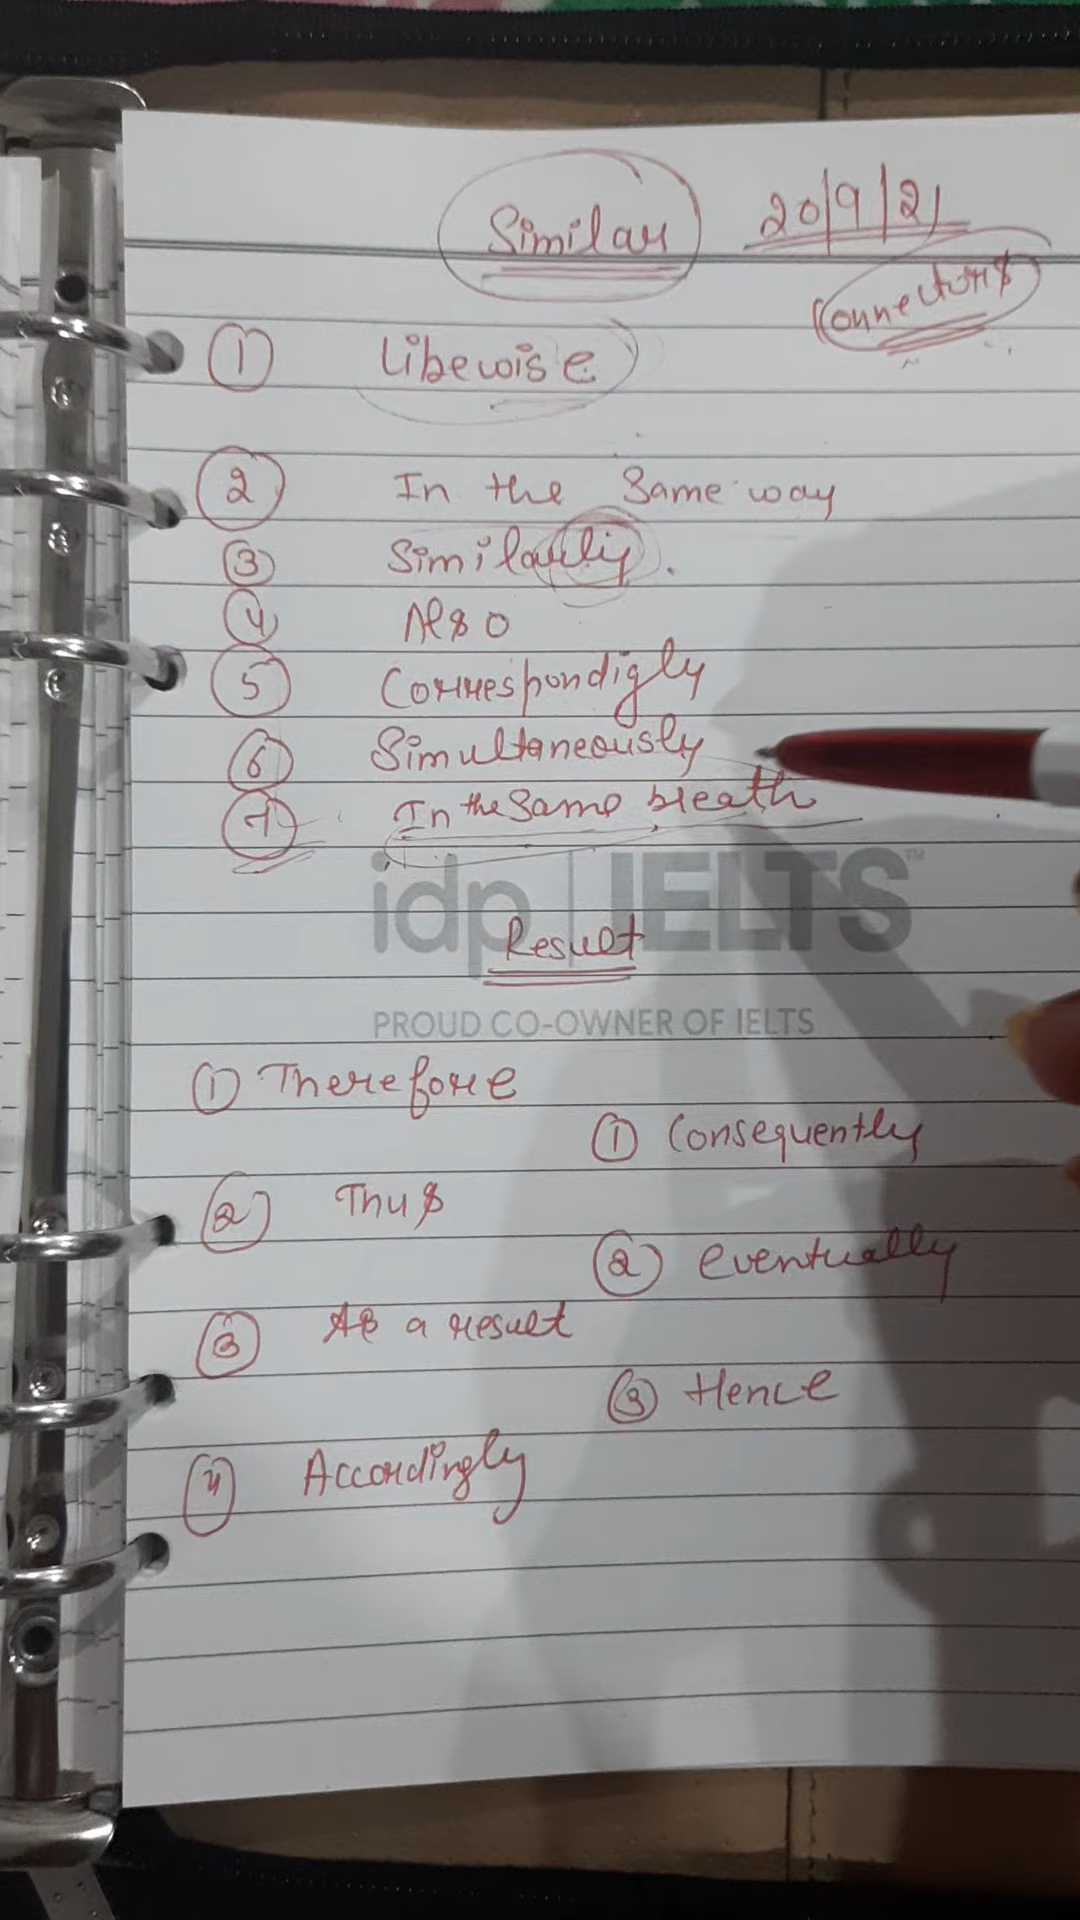 Similar 20/9/21
Connectors
1 Likewise
2 In the Same way
3 Similarly.
4 Also
5 Correspondigly
6 Simultaneously
7 In the Same breath
idp IELTS™
Result
PROUD CO-OWNER OF IELTS
1 Therefore
1 Consequently
2 Thus
2 eventually
3 As a result
3 Hence
4 Accordingly